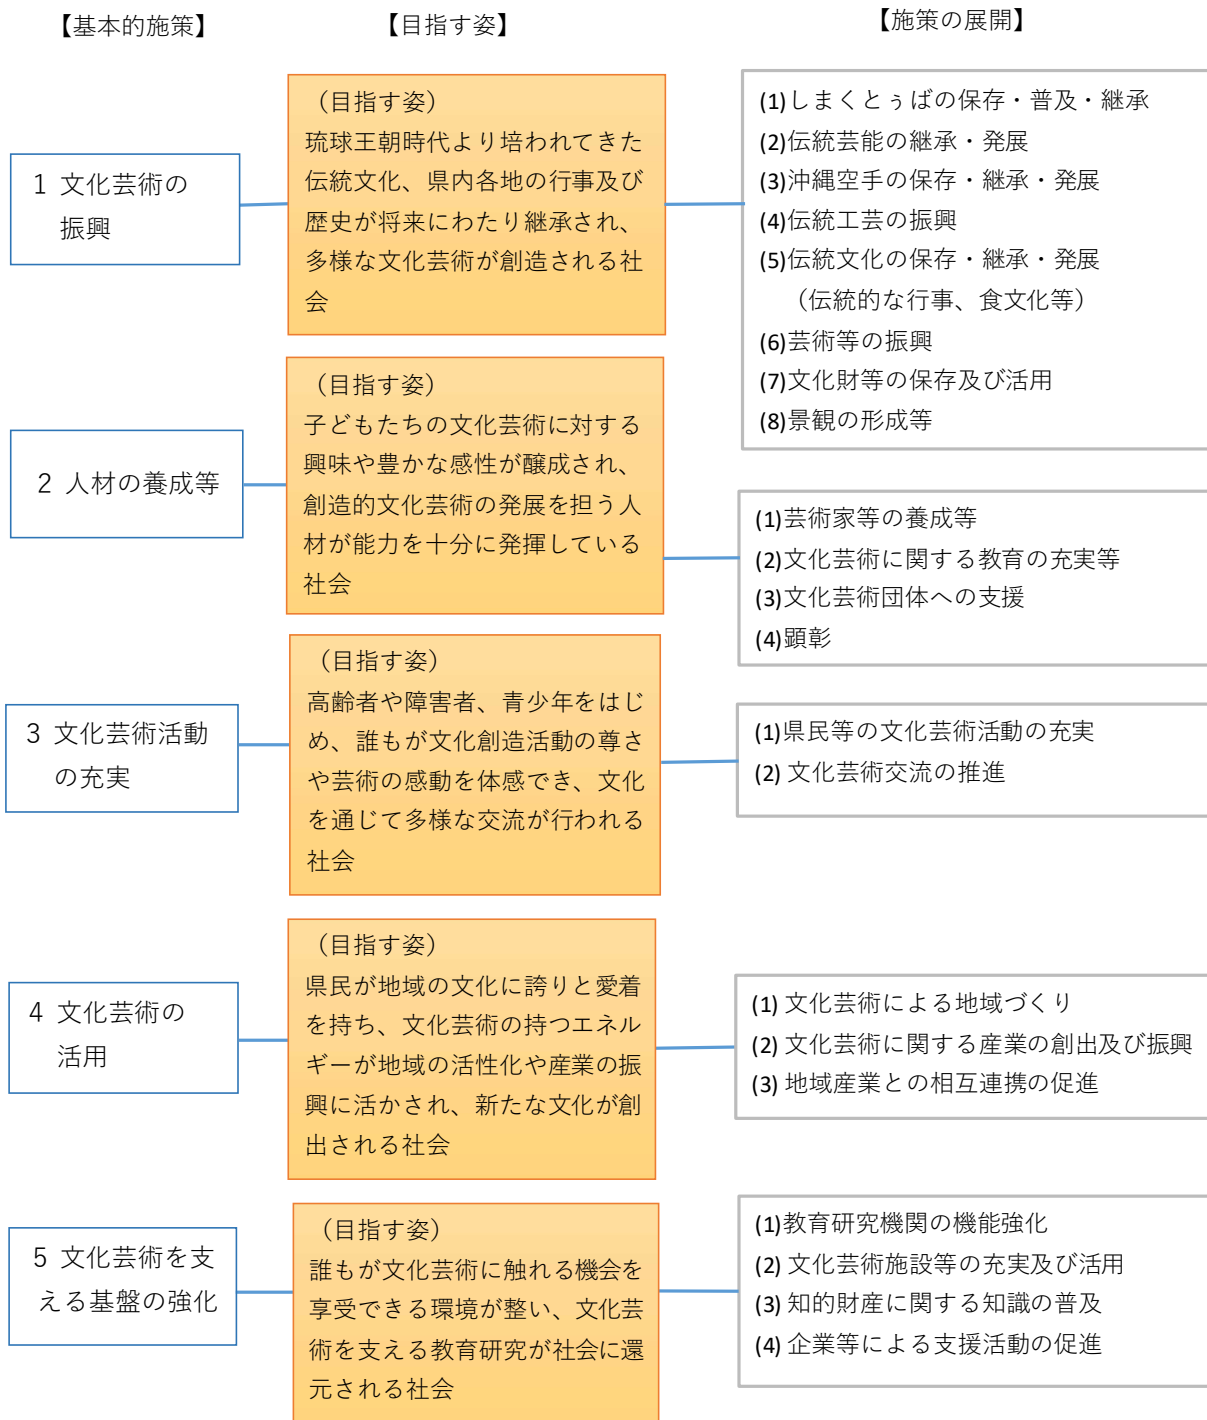 【基本的施策】
【目指す姿】
【施策の展開】
1 文化芸術の
振興
（目指す姿）
琉球王朝時代より培われてきた
伝統文化、県内各地の行事及び
歴史が将来にわたり継承され、
多様な文化芸術が創造される社
会
(1)しまくとぅばの保存・普及・継承
(2)伝統芸能の継承・発展
(3)沖縄空手の保存・継承・発展
(4)伝統工芸の振興
(5)伝統文化の保存・継承・発展
（伝統的な行事、食文化等）
(6)芸術等の振興
(7)文化財等の保存及び活用
(8)景観の形成等
2 人材の養成等
（目指す姿）
子どもたちの文化芸術に対する
興味や豊かな感性が醸成され、
創造的文化芸術の発展を担う人
材が能力を十分に発揮している
社会
(1)芸術家等の養成等
(2)文化芸術に関する教育の充実等
(3)文化芸術団体への支援
(4)顕彰
3 文化芸術活動
の充実
（目指す姿）
高齢者や障害者、青少年をはじ
め、誰もが文化創造活動の尊さ
や芸術の感動を体感でき、文化
を通じて多様な交流が行われる
社会
(1)県民等の文化芸術活動の充実
(2) 文化芸術交流の推進
4 文化芸術の
活用
（目指す姿）
県民が地域の文化に誇りと愛着
を持ち、文化芸術の持つエネル
ギーが地域の活性化や産業の振
興に活かされ、新たな文化が創
出される社会
(1) 文化芸術による地域づくり
(2) 文化芸術に関する産業の創出及び振興
(3) 地域産業との相互連携の促進
5 文化芸術を支
える基盤の強化
（目指す姿）
誰もが文化芸術に触れる機会を
享受できる環境が整い、文化芸
術を支える教育研究が社会に還
元される社会
(1)教育研究機関の機能強化
(2) 文化芸術施設等の充実及び活用
(3) 知的財産に関する知識の普及
(4) 企業等による支援活動の促進